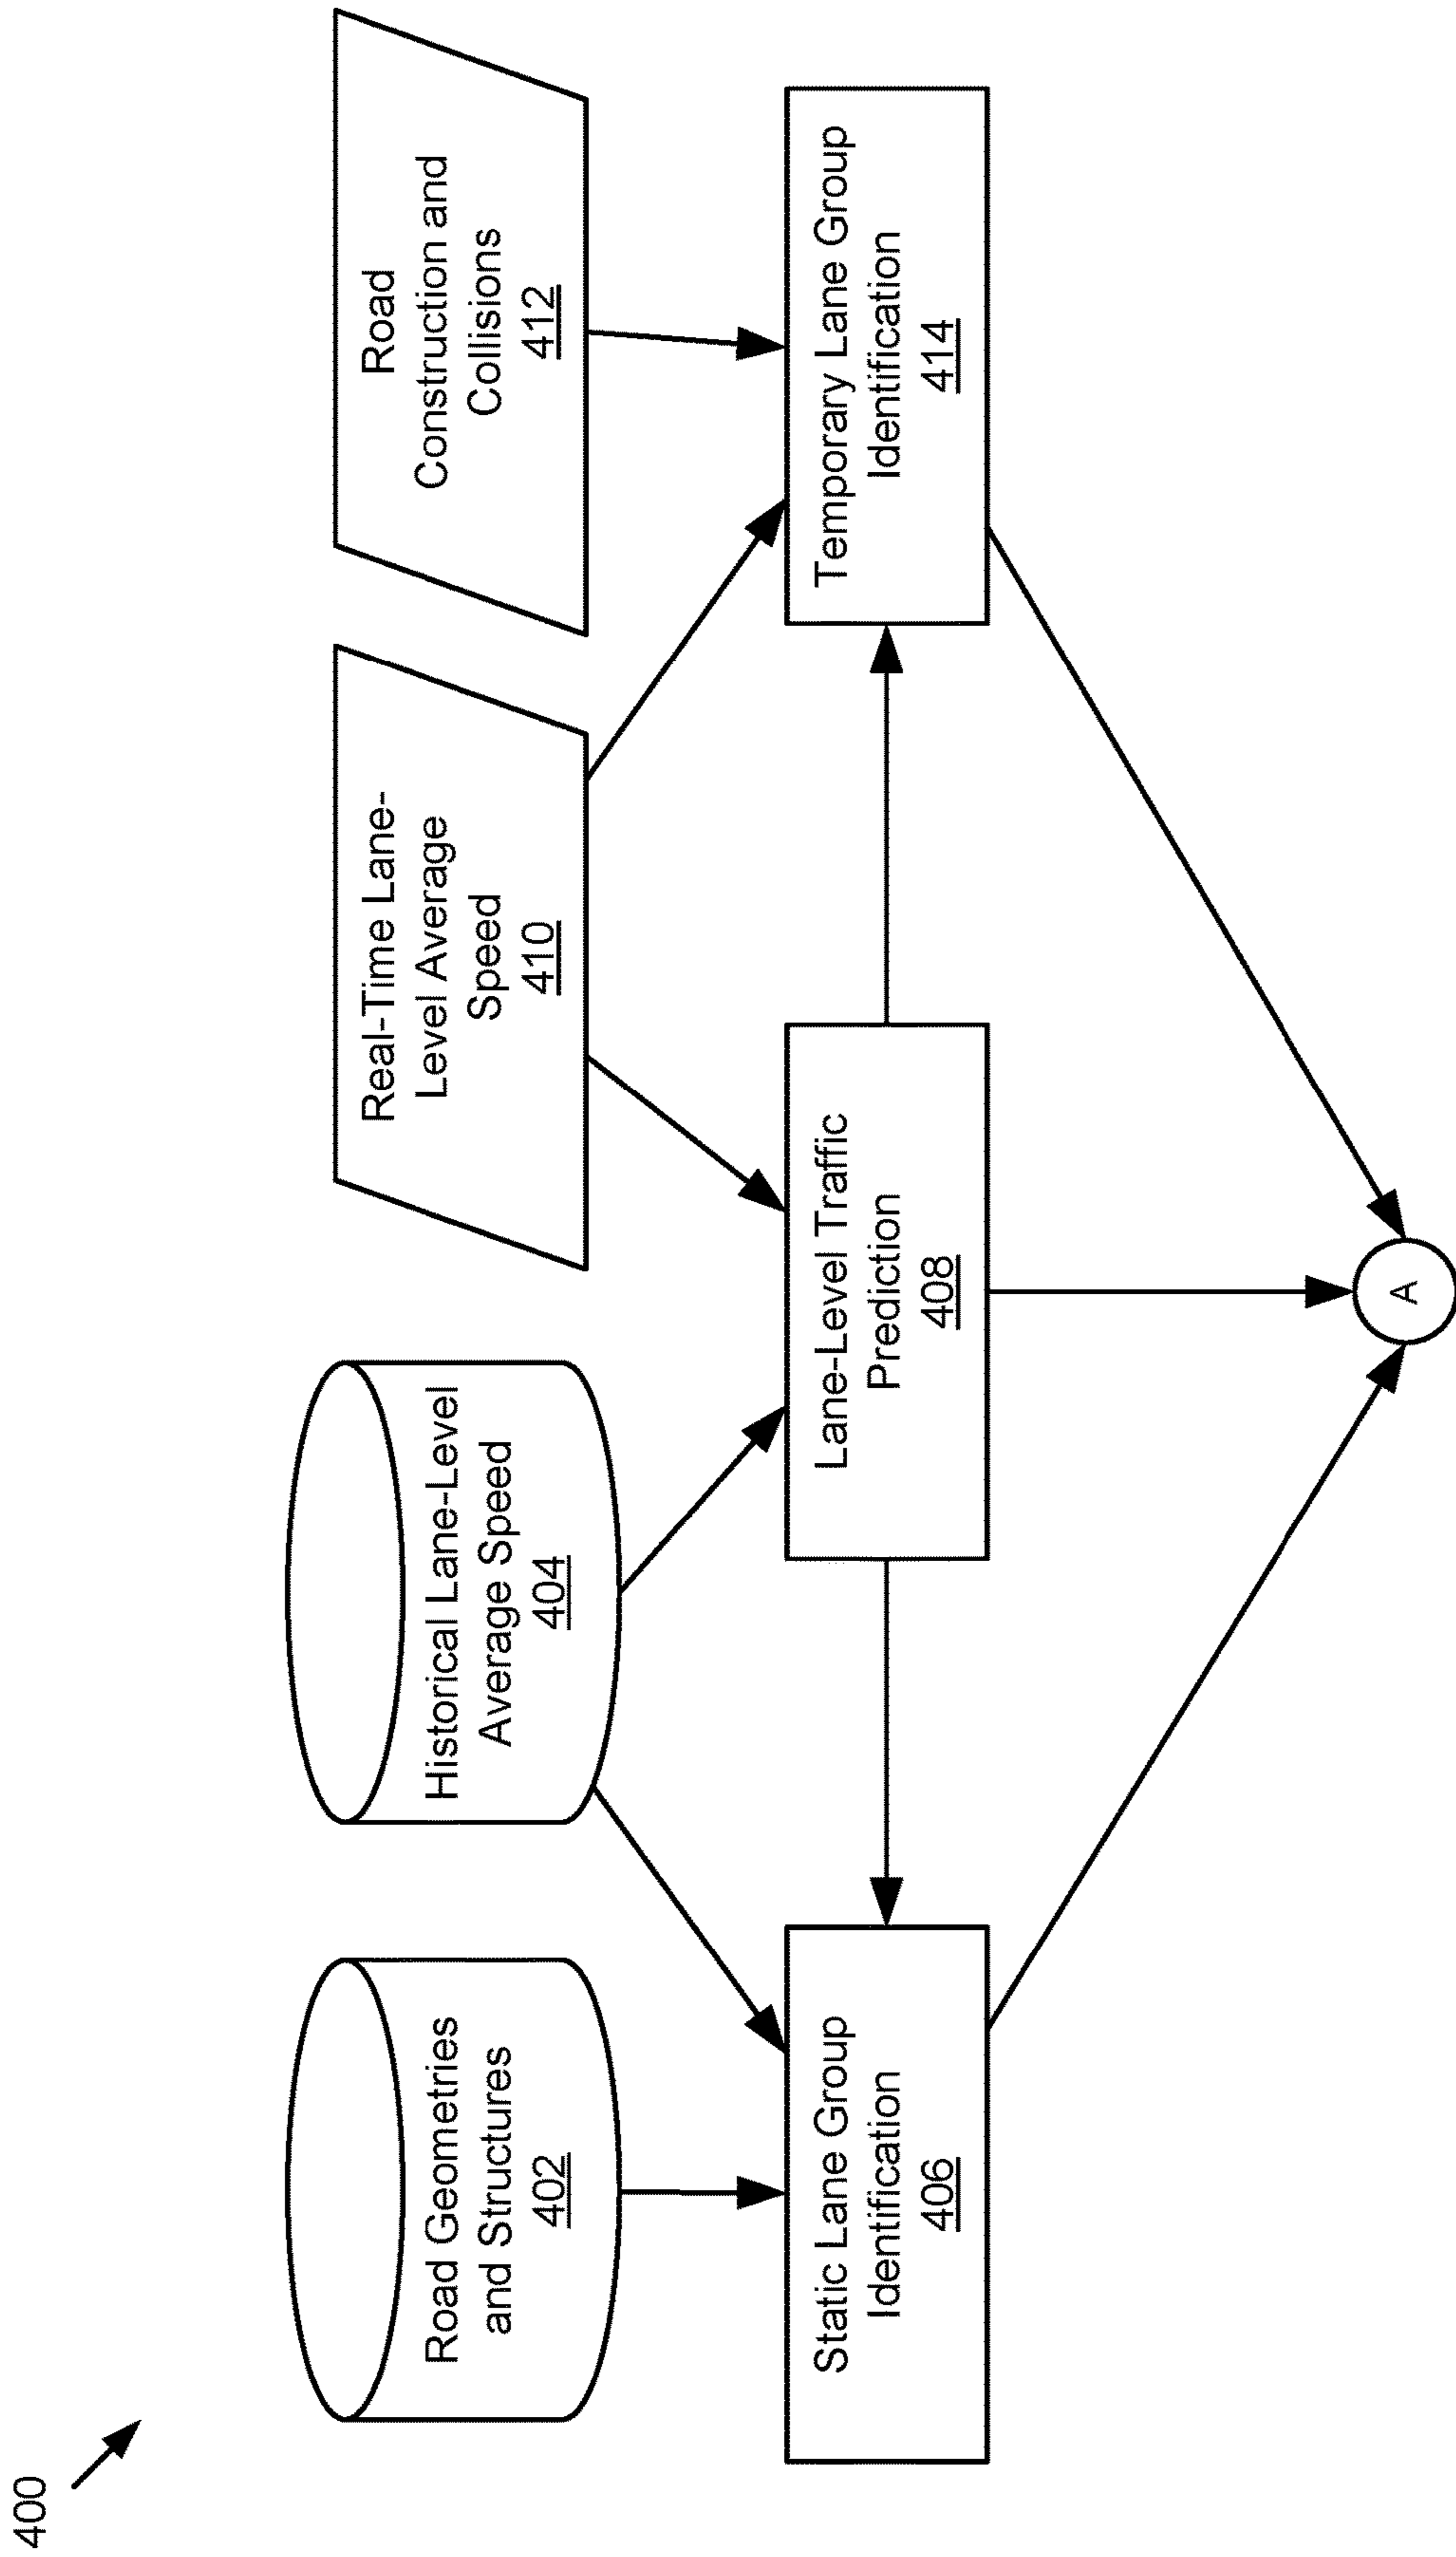 400
Road Geometries
and Structures
402
Historical Lane-Level
Average Speed
404
Real-Time Lane-
Level Average
Speed
410
Road
Construction and
Collisions
412
Static Lane Group
Identification
406
Lane-Level Traffic
Prediction
408
Temporary Lane Group
Identification
414
A